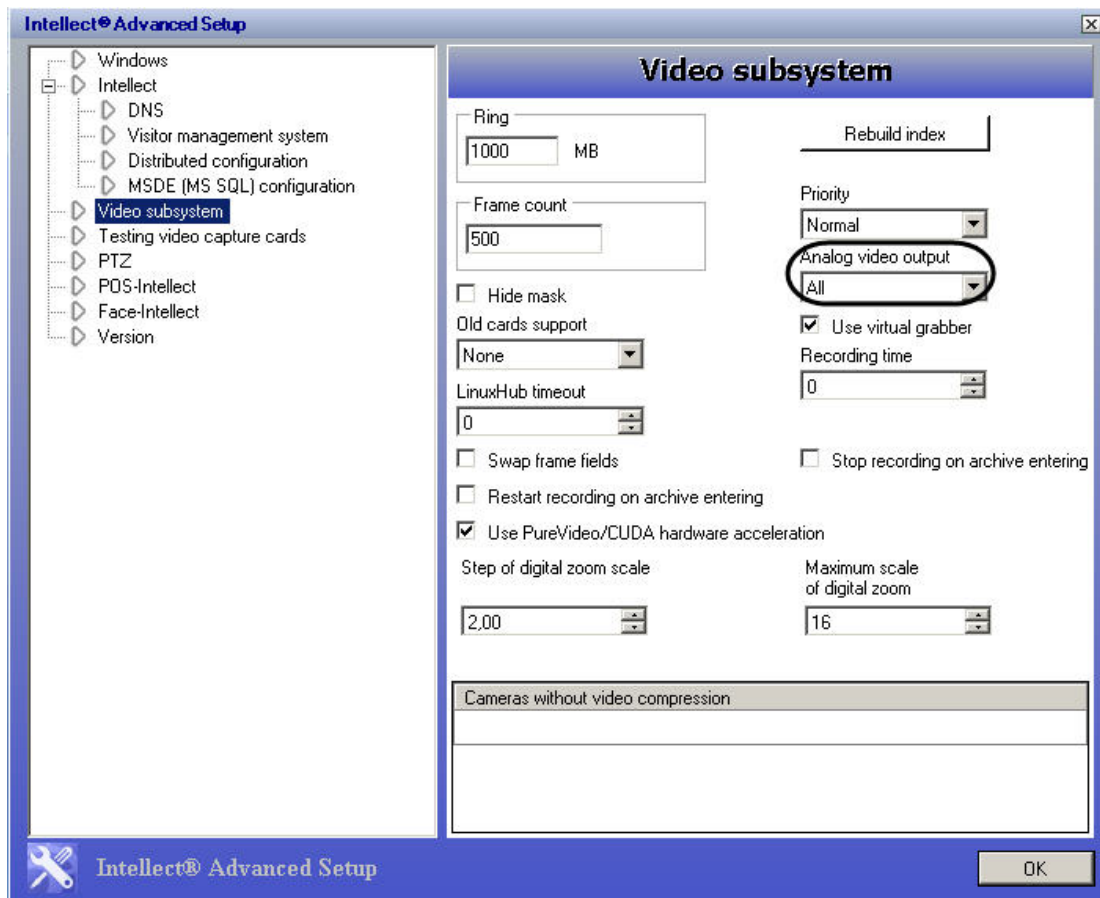 Intellect® Advanced Setup
Windows
Intellect
DNS
Visitor management system
Distributed configuration
MSDE (MS SQL) configuration
Video subsystem
Testing video capture cards
PTZ
POS-Intellect
Face-Intellect
Version
Video subsystem
Ring
1000 MB
Rebuild index
Frame count
500
Priority
Normal
Analog video output
All
Hide mask
Use virtual grabber
Old cards support
None
Recording time
0
LinuxHub timeout
0
Swap frame fields
Stop recording on archive entering
Restart recording on archive entering
Use PureVideo/CUDA hardware acceleration
Step of digital zoom scale
2,00
Maximum scale
of digital zoom
16
Cameras without video compression
Intellect® Advanced Setup
OK